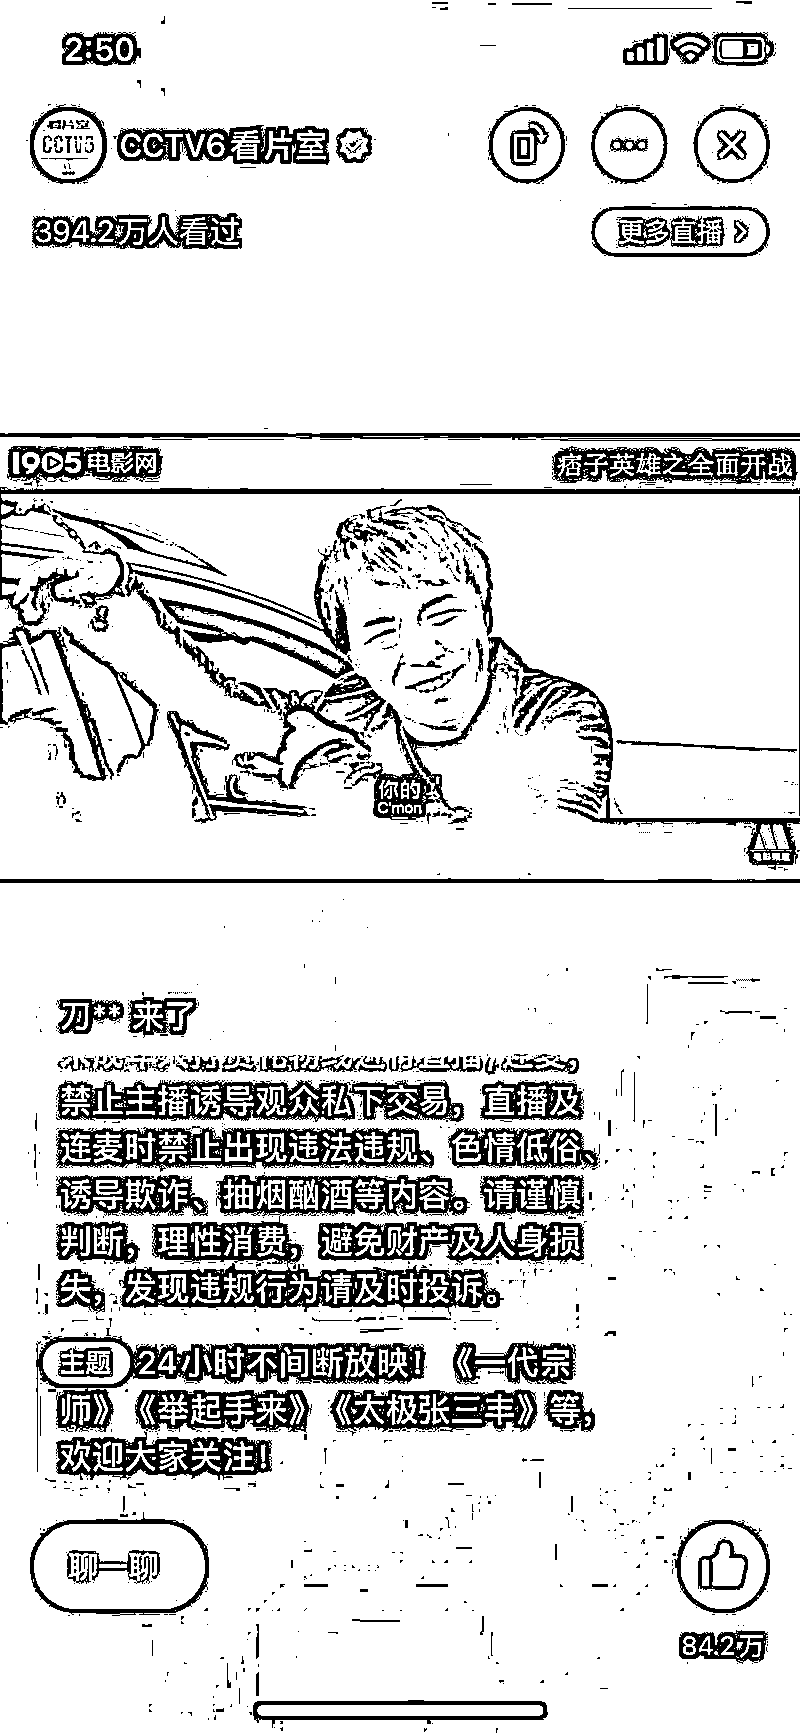 2:50
CCTV6
CCTV6看片室
394.2万人看过
更多直播
1905电影网
痞子英雄之全面开战
你的
C'mon
刀** 来了
禁止主播诱导观众私下交易，直播及
连麦时禁止出现违法违规、色情低俗、
诱导欺诈、抽烟酗酒等内容。请谨慎
判断，理性消费，避免财产及人身损
失，发现违规行为请及时投诉。
主题 24小时不间断放映！《一代宗
师》《举起手来》《太极张三丰》等，
欢迎大家关注！
聊一聊
84.2万